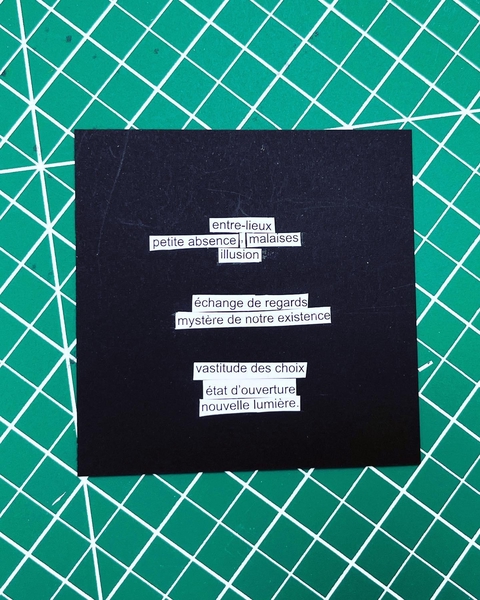 entre-lieux
petite absence, malaises
illusion
échange de regards
mystère de notre existence
vastitude des choix
état d'ouverture
nouvelle lumière.